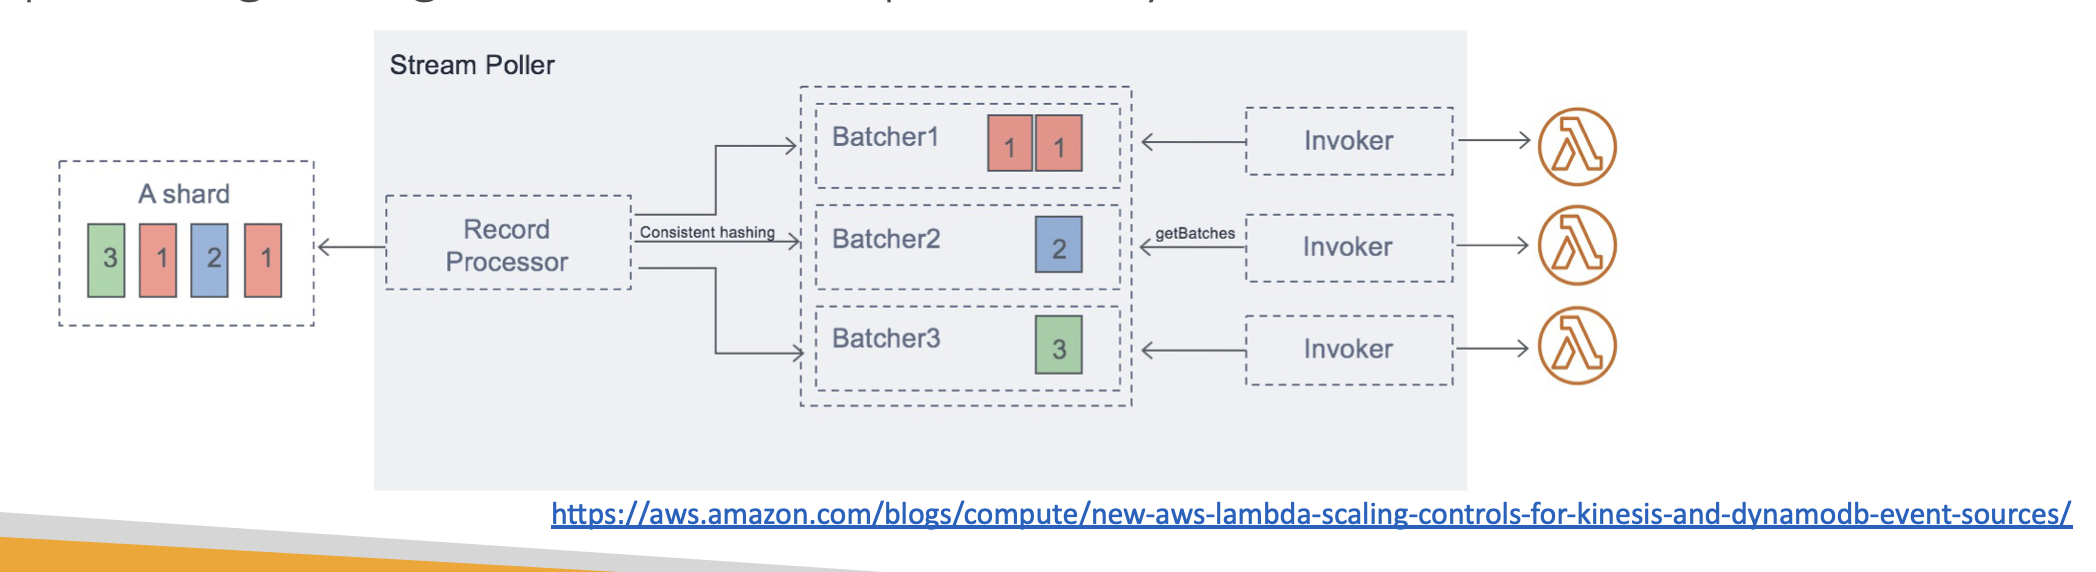 Stream Poller
A shard
3 1 2 1
Record
Processor
Consistent hashing
Batcher1
1 1
Batcher2
2
Batcher3
3
getBatches
Invoker
Invoker
Invoker
https://aws.amazon.com/blogs/compute/new-aws-lambda-scaling-controls-for-kinesis-and-dynamodb-event-sources/